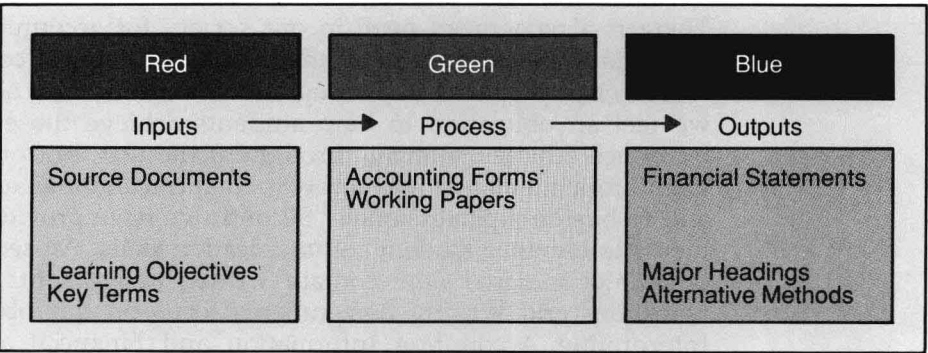 Red
Green
Blue
Inputs
Process
Outputs
Source Documents
Learning Objectives
Key Terms
Accounting Forms
Working Papers
Financial Statements
Major Headings
Alternative Methods